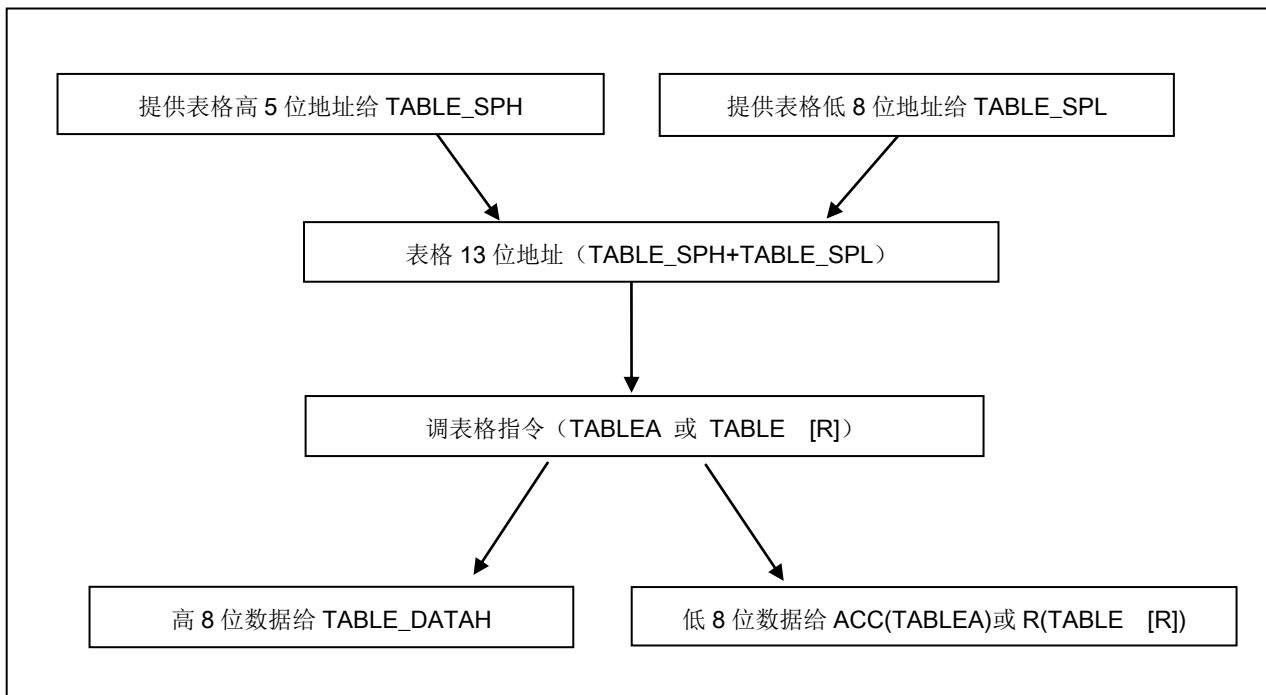 提供表格高 5 位地址给 TABLE_SPH
提供表格低 8 位地址给 TABLE_SPL
表格 13 位地址（TABLE_SPH+TABLE_SPL）
调表格指令（TABLEA 或 TABLE [R]）
高 8 位数据给 TABLE_DATAH
低 8 位数据给 ACC(TABLEA)或 R(TABLE [R])